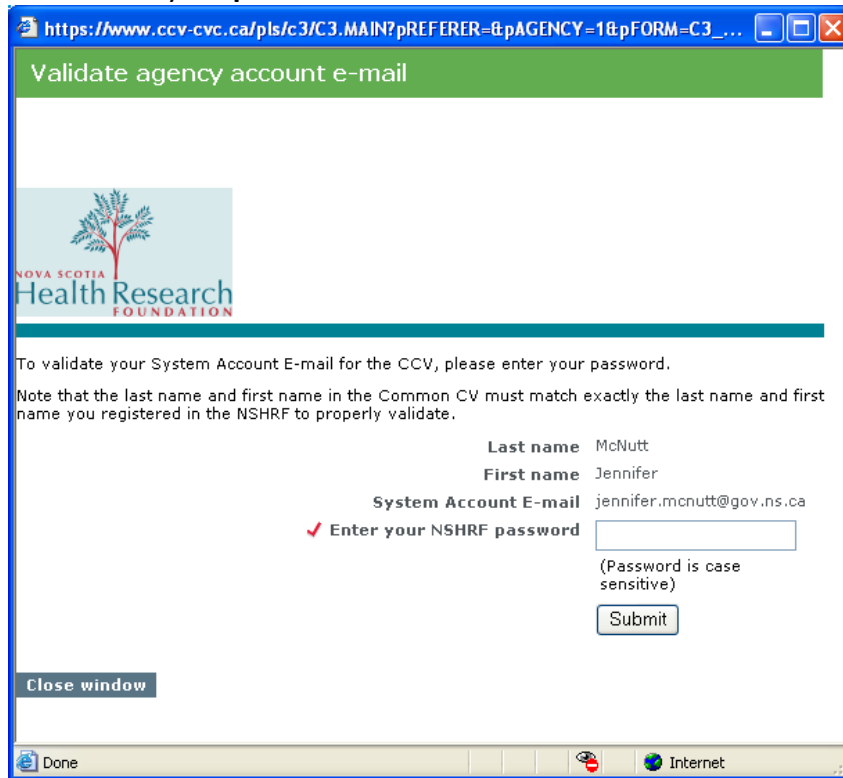 https://www.ccv-cvc.ca/pls/c3/C3.MAIN?pREFERER=&pAGENCY=1&pFORM=C3_...
Validate agency account e-mail
NOVA SCOTIA
Health Research
FOUNDATION
To validate your System Account E-mail for the CCV, please enter your password.
Note that the last name and first name in the Common CV must match exactly the last name and first
name you registered in the NSHRF to properly validate.
Last name McNutt
First name Jennifer
System Account E-mail jennifer.mcnutt@gov.ns.ca
Enter your NSHRF password
(Password is case
sensitive)
Submit
Close window
Done Internet